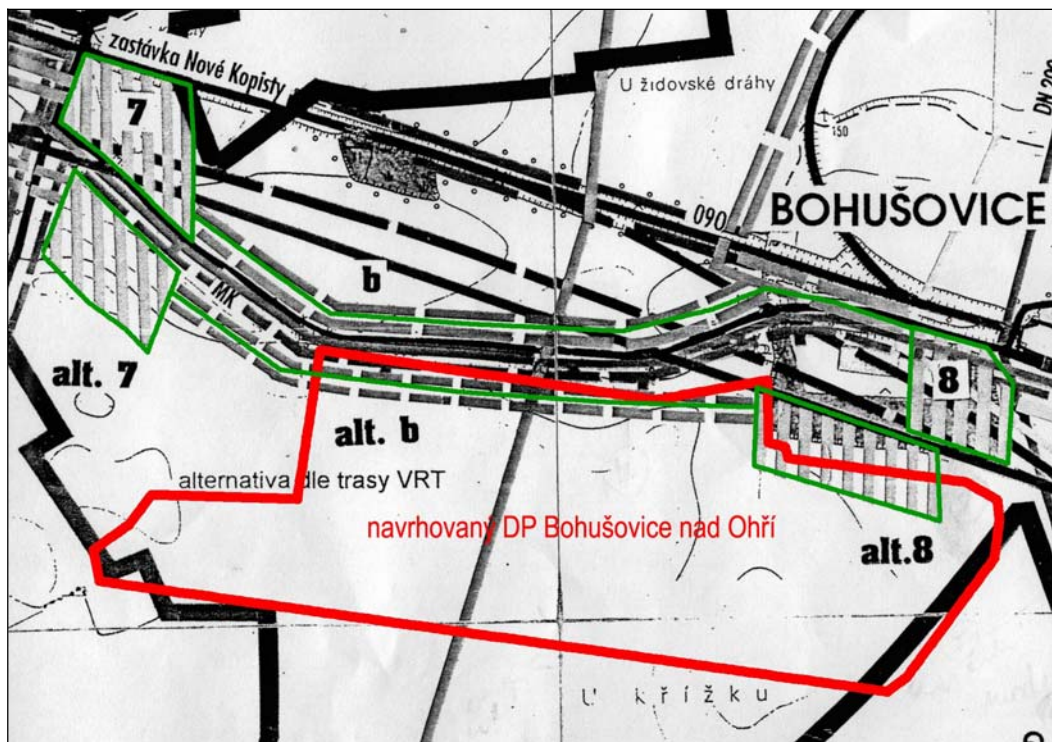 zastávka Nové Kopisty
U židovské dráhy
DN 200
7
150
BOHUŠOVICE
090
b
MK
8
alt. 7
alt. b
alternativa dle trasy VRT
navrhovaný DP Bohušovice nad Ohří
alt.8
U křížku